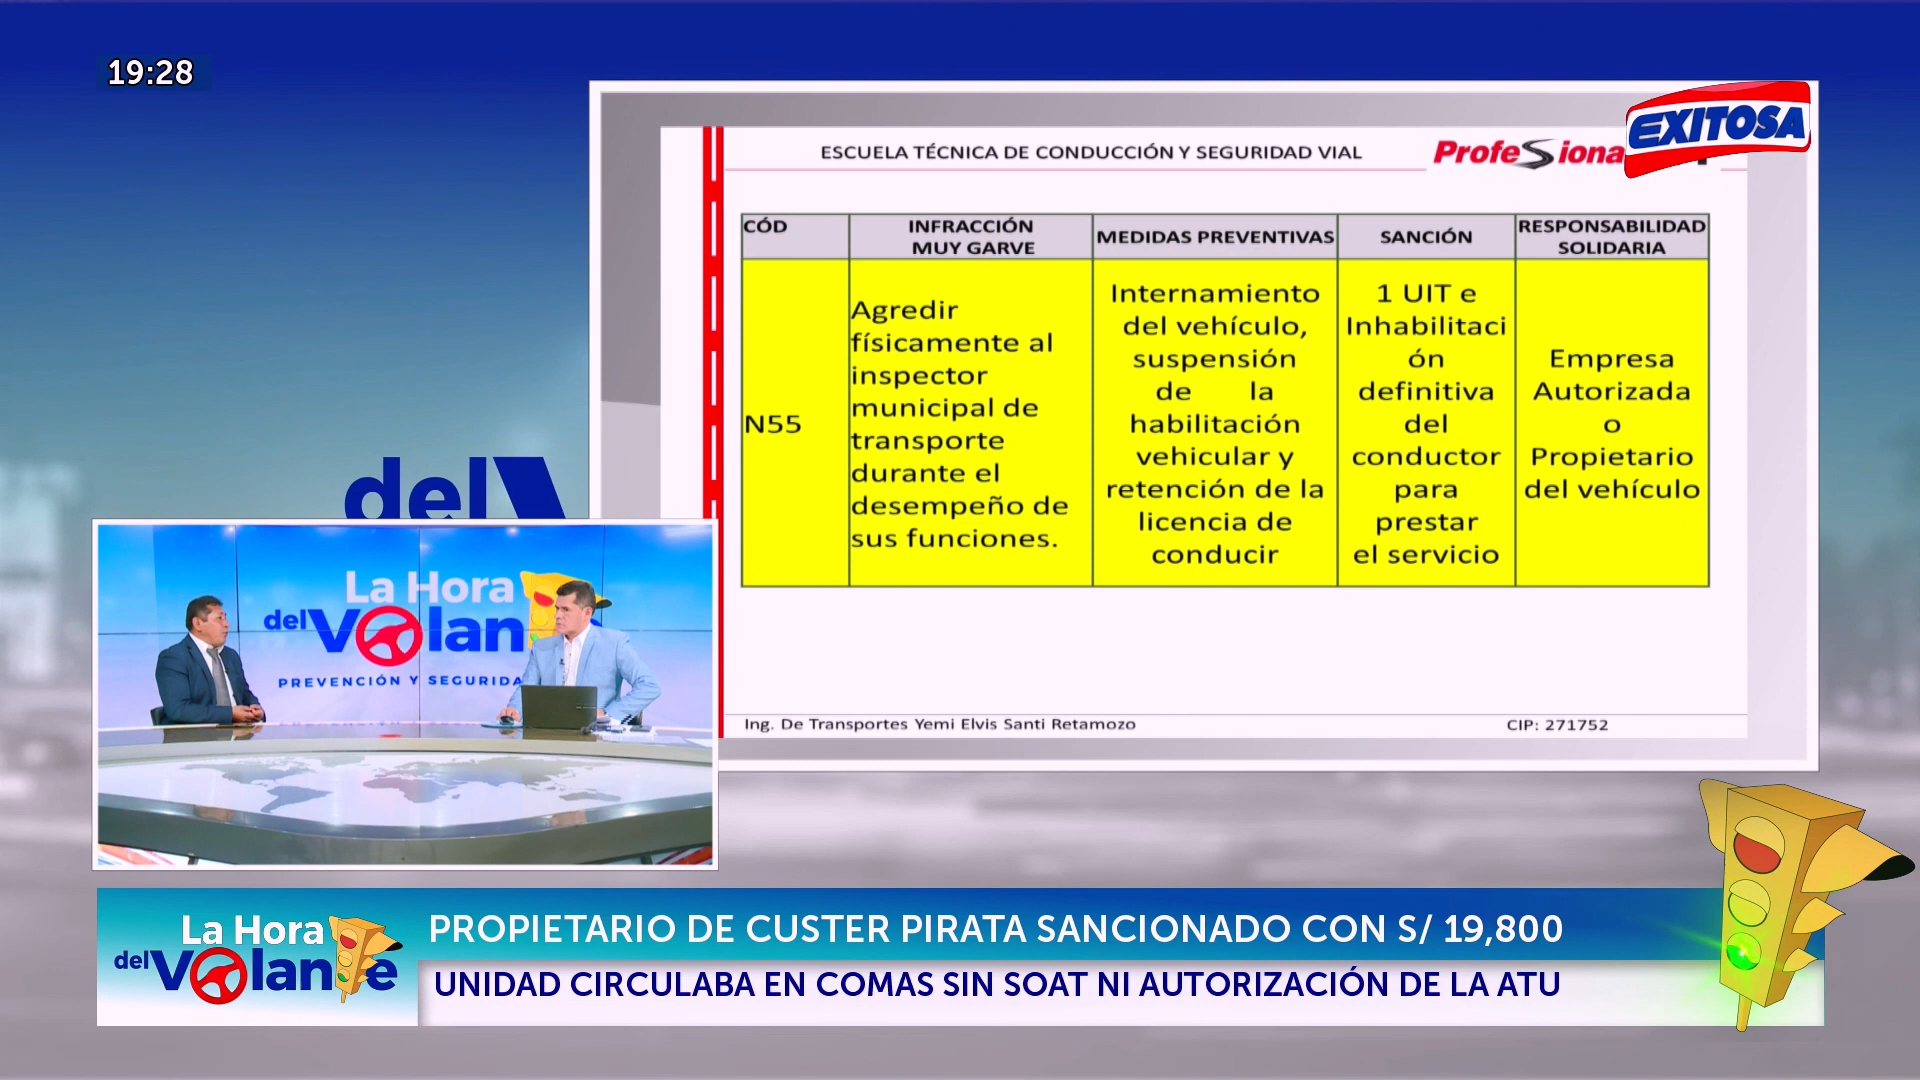 19:28
EXITOSA
ESCUELA TÉCNICA DE CONDUCCIÓN Y SEGURIDAD VIAL
CÓD
INFRACCIÓN
MUY GARVE
MEDIDAS PREVENTIVAS
SANCIÓN
RESPONSABILIDAD
SOLIDARIA
N55
Agredir
físicamente al
inspector
municipal de
transporte
durante el
desempeño de
sus funciones.
Internamiento
del vehículo,
suspensión
de la
habilitación
vehicular y
retención de la
licencia de
conducir
1 UIT e
Inhabilitaci
ón
definitiva
del
conductor
para
prestar
el servicio
Empresa
Autorizada
o
Propietario
del vehículo
Ing. De Transportes Yemi Elvis Santi Retamozo
CIP: 271752
del
La Hora
del Volan
PREVENCIÓN Y SEGURIDA
La Hora
del Volante
PROPIETARIO DE CUSTER PIRATA SANCIONADO CON S/ 19,800
UNIDAD CIRCULABA EN COMAS SIN SOAT NI AUTORIZACIÓN DE LA ATU